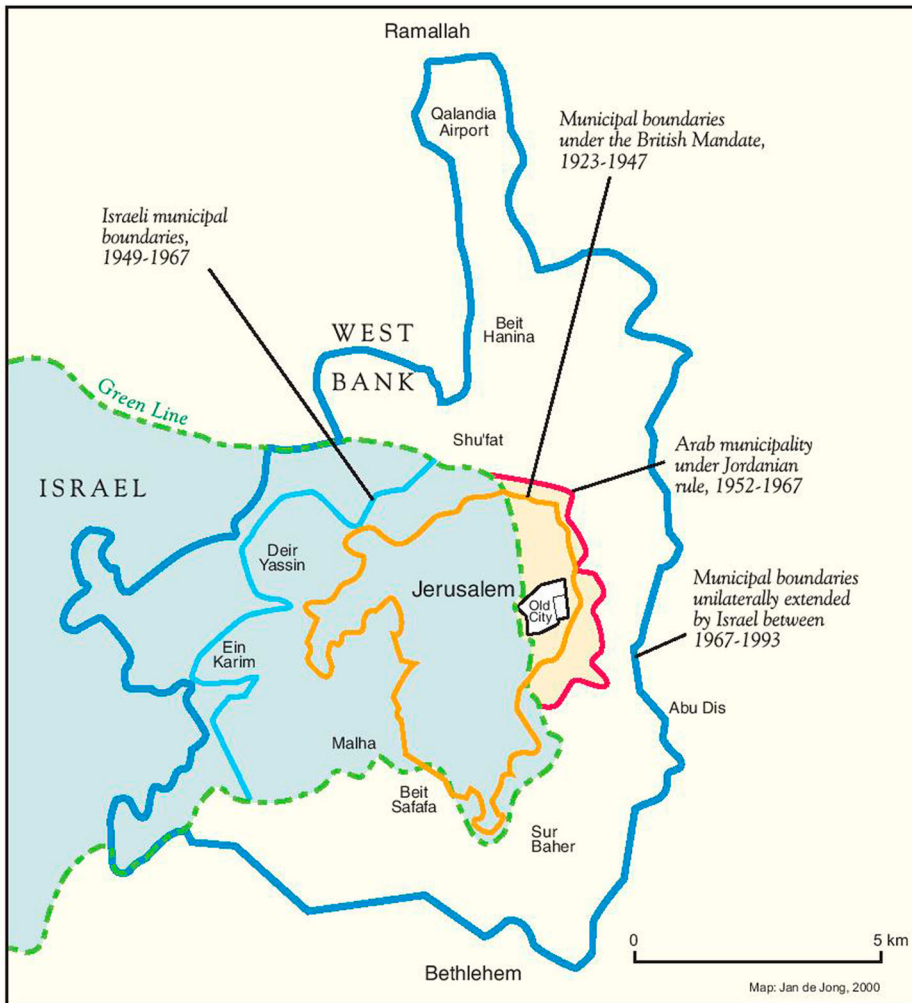 Ramallah
Qalandia
Airport
Municipal boundaries
under the British Mandate,
1923-1947
Israeli municipal
boundaries,
1949-1967
Beit
Hanina
WEST
BANK
Green Line
Shu'fat
Arab municipality
under Jordanian
rule, 1952-1967
ISRAEL
Deir
Yassin
Jerusalem
Old
City
Municipal boundaries
unilaterally extended
by Israel between
1967-1993
Ein
Karim
Abu Dis
Malha
Beit
Safafa
Sur
Baher
0
5 km
Bethlehem
Map: Jan de Jong, 2000